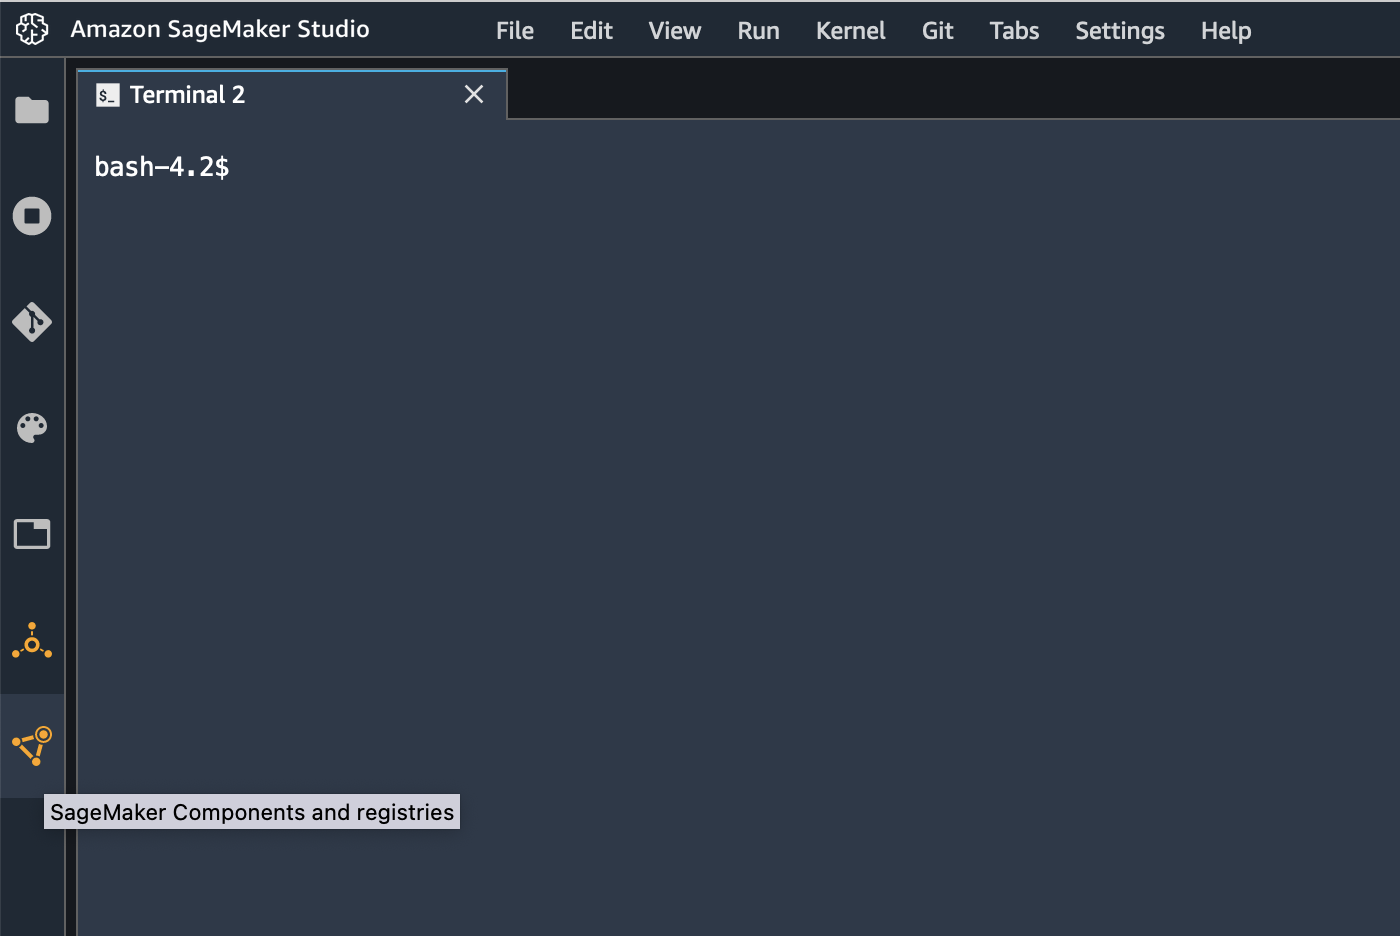 Amazon SageMaker Studio File Edit View Run Kernel Git Tabs Settings Help
$_ Terminal 2
bash-4.2$
SageMaker Components and registries